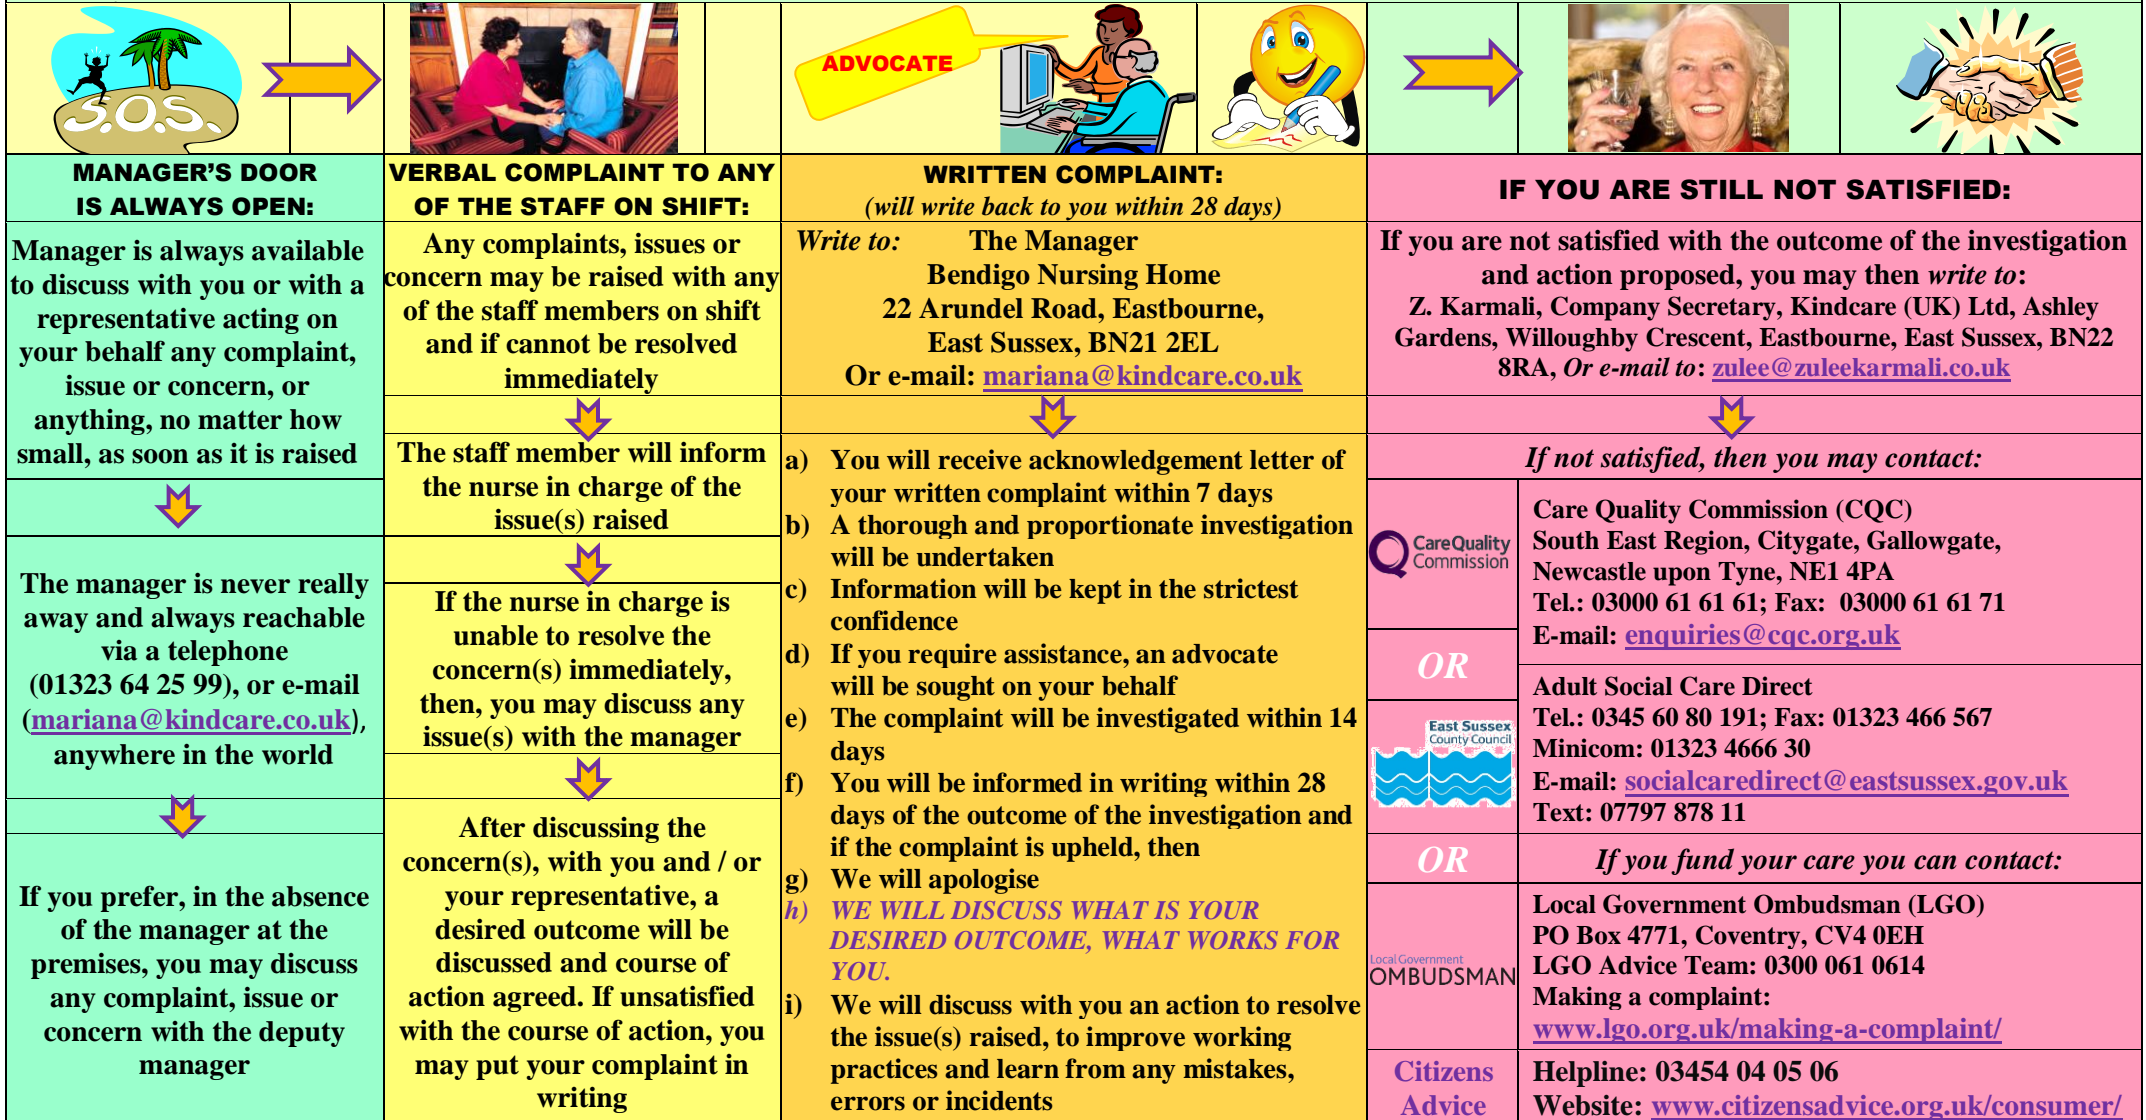 S.O.S.
ADVOCATE
MANAGER'S DOOR
IS ALWAYS OPEN:
Manager is always available
to discuss with you or with a
representative acting on
your behalf any complaint,
issue or concern, or
anything, no matter how
small, as soon as it is raised
The manager is never really
away and always reachable
via a telephone
(01323 64 25 99), or e-mail
(mariana@kindcare.co.uk),
anywhere in the world
If you prefer, in the absence
of the manager at the
premises, you may discuss
any complaint, issue or
concern with the deputy
manager
VERBAL COMPLAINT TO ANY
OF THE STAFF ON SHIFT:
Any complaints, issues or
concern may be raised with any
of the staff members on shift
and if cannot be resolved
immediately
The staff member will inform
the nurse in charge of the
issue(s) raised
If the nurse in charge is
unable to resolve the
concern(s) immediately,
then, you may discuss any
issue(s) with the manager
After discussing the
concern(s), with you and / or
your representative, a
desired outcome will be
discussed and course of
action agreed. If unsatisfied
with the course of action, you
may put your complaint in
writing
WRITTEN COMPLAINT:
(will write back to you within 28 days)
Write to: The Manager
Bendigo Nursing Home
22 Arundel Road, Eastbourne,
East Sussex, BN21 2EL
Or e-mail: mariana@kindcare.co.uk
a) You will receive acknowledgement letter of
your written complaint within 7 days
b) A thorough and proportionate investigation
will be undertaken
c) Information will be kept in the strictest
confidence
d) If you require assistance, an advocate
will be sought on your behalf
e) The complaint will be investigated within 14
days
f) You will be informed in writing within 28
days of the outcome of the investigation and
if the complaint is upheld, then
g) We will apologise
h) WE WILL DISCUSS WHAT IS YOUR
DESIRED OUTCOME, WHAT WORKS FOR
YOU.
i) We will discuss with you an action to resolve
the issue(s) raised, to improve working
practices and learn from any mistakes,
errors or incidents
IF YOU ARE STILL NOT SATISFIED:
If you are not satisfied with the outcome of the investigation
and action proposed, you may then write to:
Z. Karmali, Company Secretary, Kindcare (UK) Ltd, Ashley
Gardens, Willoughby Crescent, Eastbourne, East Sussex, BN22
8RA, Or e-mail to: zulee@zuleekarmali.co.uk
If not satisfied, then you may contact:
CareQuality
Commission
Care Quality Commission (CQC)
South East Region, Citygate, Gallowgate,
Newcastle upon Tyne, NE1 4PA
Tel.: 03000 61 61 61; Fax: 03000 61 61 71
E-mail: enquiries@cqc.org.uk
OR
East Sussex
County Council
Adult Social Care Direct
Tel.: 0345 60 80 191; Fax: 01323 466 567
Minicom: 01323 4666 30
E-mail: socialcaredirect@eastsussex.gov.uk
Text: 07797 878 11
OR
If you fund your care you can contact:
Local Government
OMBUDSMAN
Local Government Ombudsman (LGO)
PO Box 4771, Coventry, CV4 0EH
LGO Advice Team: 0300 061 0614
Making a complaint:
www.lgo.org.uk/making-a-complaint/
Citizens
Advice
Helpline: 03454 04 05 06
Website: www.citizensadvice.org.uk/consumer/